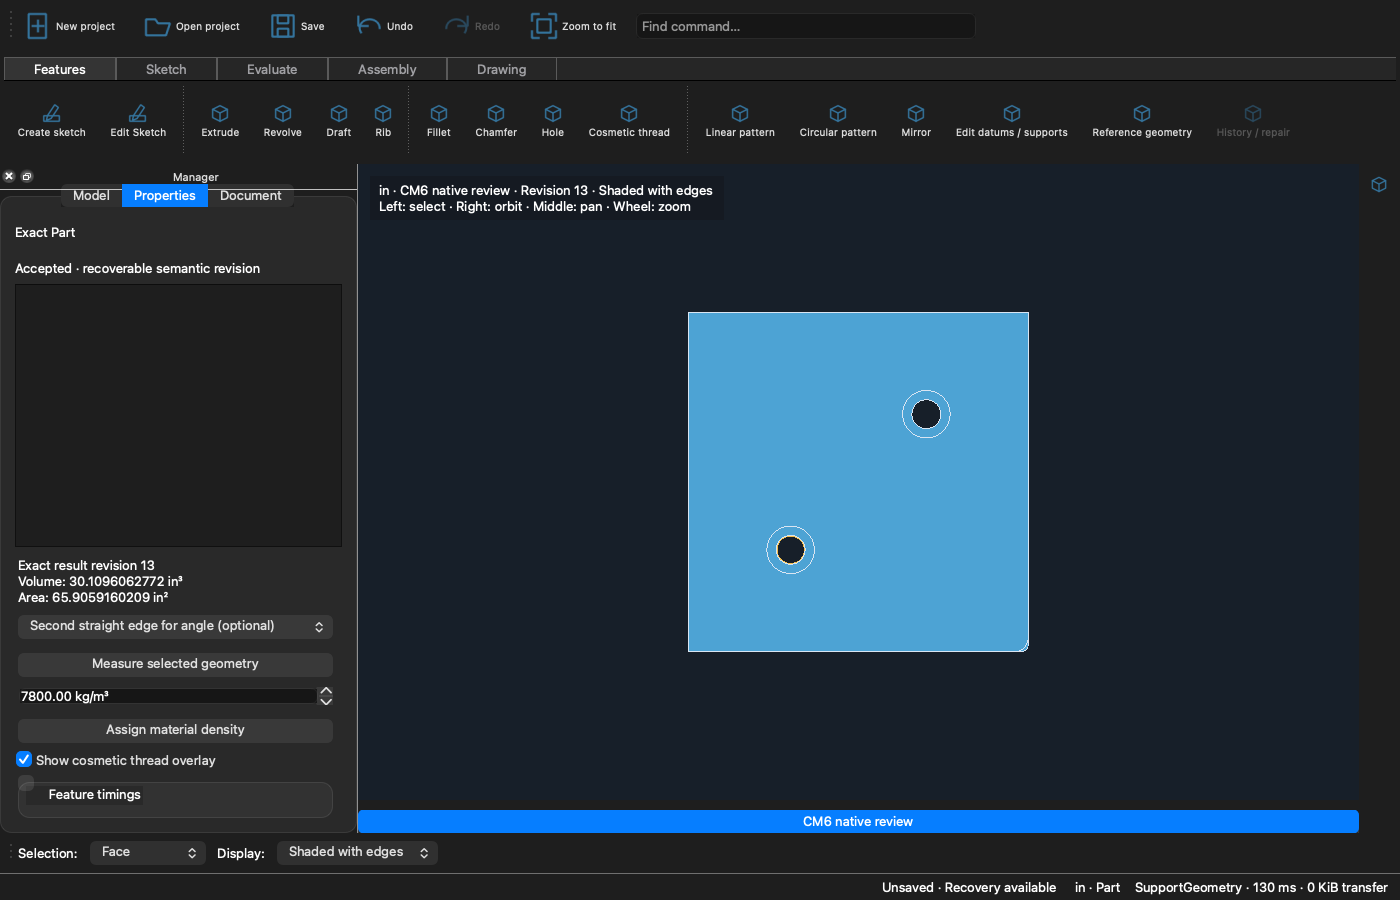 New project
Open project
Save
Undo
Redo
Zoom to fit
Find command...
Features
Sketch
Evaluate
Assembly
Drawing
Create sketch
Edit Sketch
Extrude
Revolve
Draft
Rib
Fillet
Chamfer
Hole
Cosmetic thread
Linear pattern
Circular pattern
Mirror
Edit datums / supports
Reference geometry
History / repair
Manager
Model
Properties
Document
Exact Part
Accepted · recoverable semantic revision
Exact result revision 13
Volume: 30.1096062772 in³
Area: 65.9059160209 in²
Second straight edge for angle (optional)
Measure selected geometry
7800.00 kg/m³
Assign material density
Show cosmetic thread overlay
Feature timings
in · CM6 native review · Revision 13 · Shaded with edges
Left: select · Right: orbit · Middle: pan · Wheel: zoom
CM6 native review
Selection:
Face
Display:
Shaded with edges
Unsaved · Recovery available
in · Part
SupportGeometry · 130 ms · 0 KiB transfer